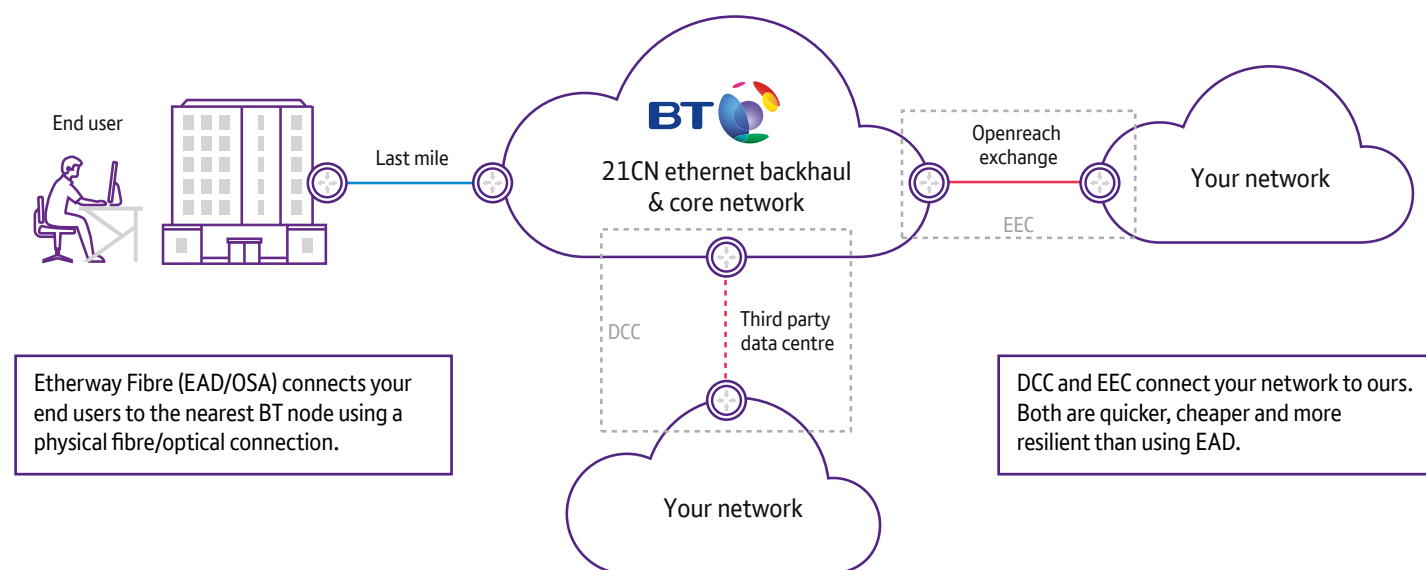 End user
Last mile
BT
21CN ethernet backhaul
& core network
Openreach
exchange
EEC
Your network
DCC
Third party
data centre
Your network
Etherway Fibre (EAD/OSA) connects your
end users to the nearest BT node using a
physical fibre/optical connection.
DCC and EEC connect your network to ours.
Both are quicker, cheaper and more
resilient than using EAD.